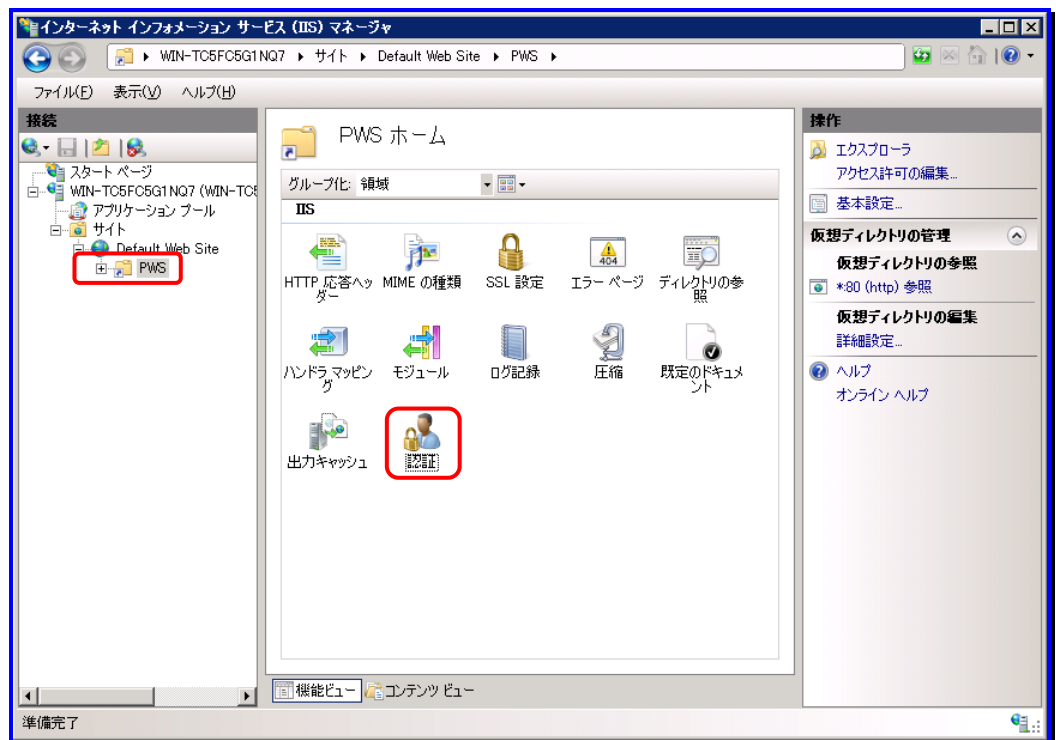 インターネット インフォメーション サービス (IIS) マネージャ
WIN-TC5FC5G1NQ7 サイト Default Web Site PWS
ファイル(F) 表示(V) ヘルプ(H)
接続
スタート ページ
WIN-TC5FC5G1NQ7 (WIN-TC5
アプリケーション プール
サイト
Default Web Site
PWS
PWS ホーム
グループ化: 領域
IIS
HTTP 応答ヘッ
ダー
MIME の種類
SSL 設定
404
エラー ページ
ディレクトリの参
照
ハンドラ マッピン
グ
モジュール
ログ記録
圧縮
既定のドキュメ
ント
出力キャッシュ
認証
機能ビュー コンテンツ ビュー
操作
エクスプローラ
アクセス許可の編集...
基本設定...
仮想ディレクトリの管理
仮想ディレクトリの参照
*:80 (http) 参照
仮想ディレクトリの編集
詳細設定...
ヘルプ
オンライン ヘルプ
準備完了